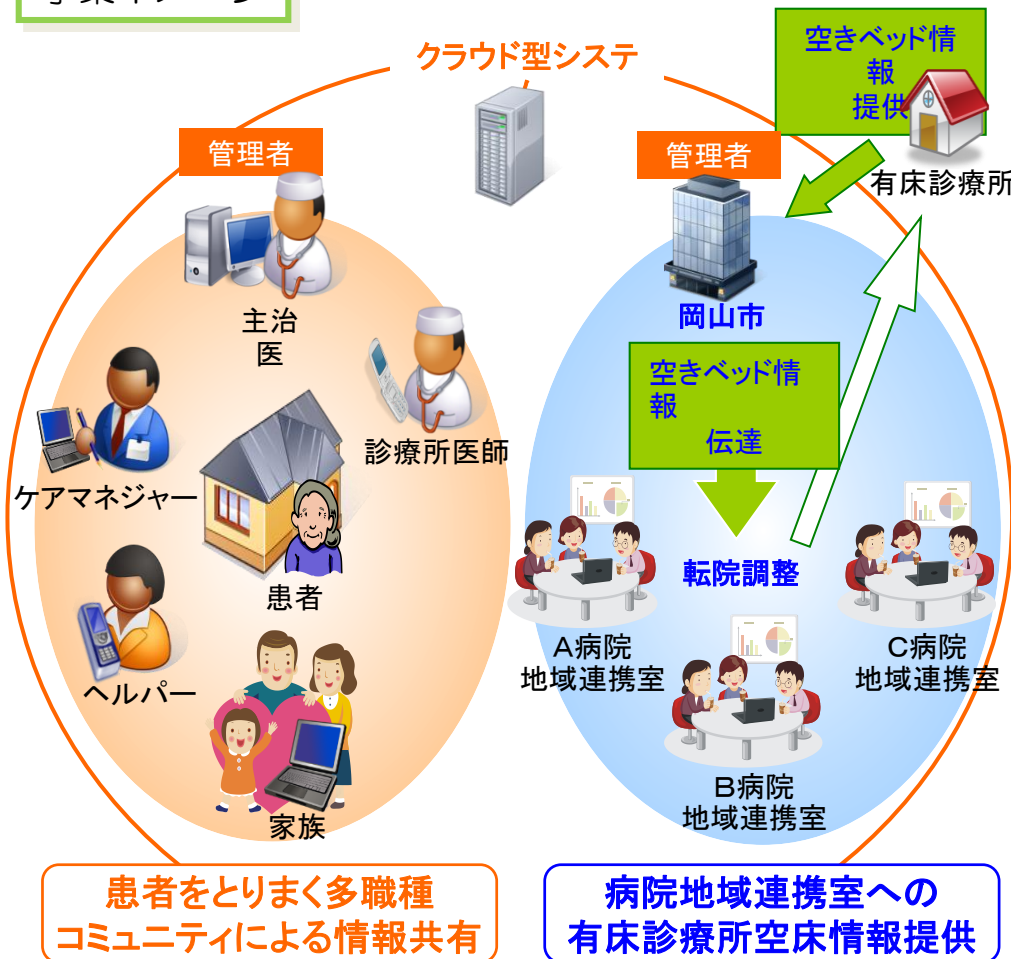 事業イメージ
クラウド型システ
空きベッド情
報
提供
管理者
管理者
有床診療所
主治
医
岡山市
空きベッド情
報
伝達
診療所医師
ケアマネジャー
患者
転院調整
A病院
地域連携室
C病院
地域連携室
ヘルパー
B病院
地域連携室
家族
患者をとりまく多職種
コミュニティによる情報共有
病院地域連携室への
有床診療所空床情報提供